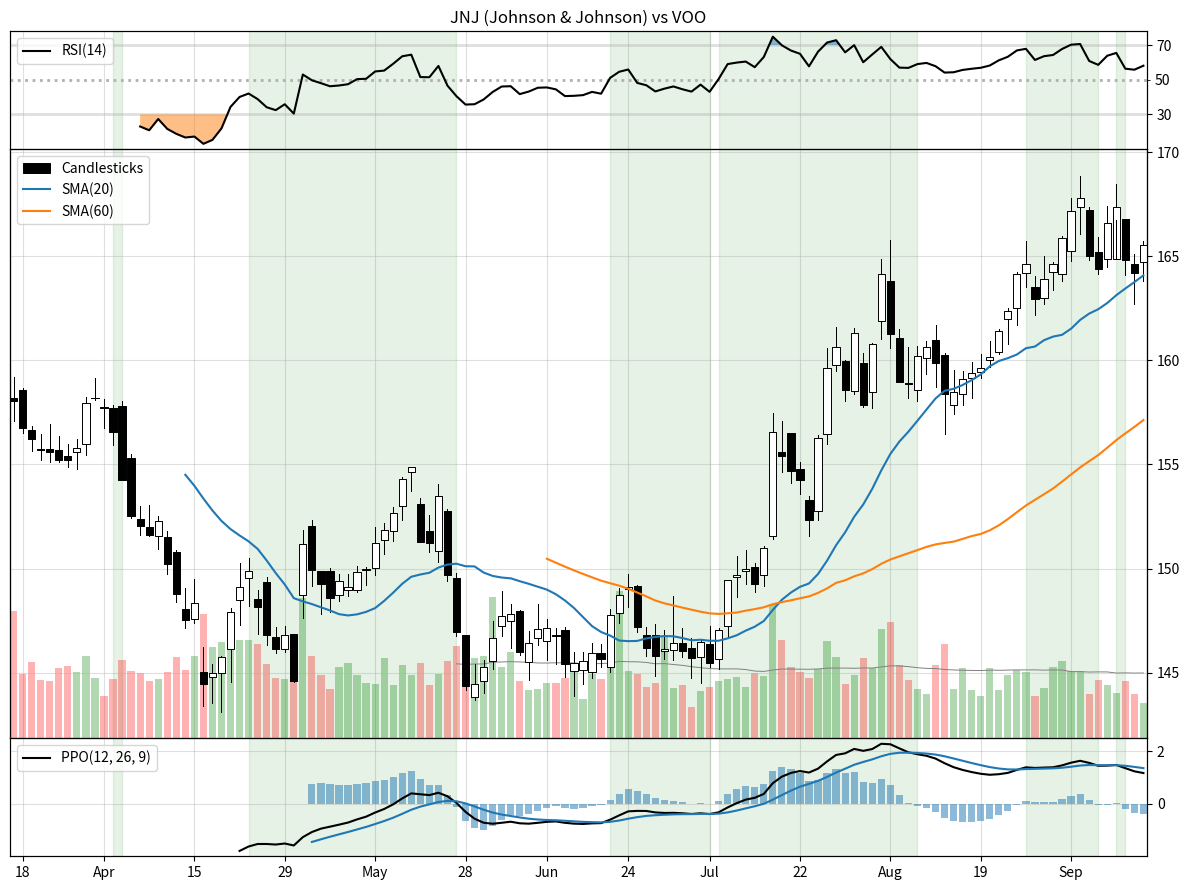 JNJ (Johnson & Johnson) vs VOO
RSI(14)
70
50
30
Candlesticks
SMA(20)
SMA(60)
170
165
160
155
150
145
PPO(12, 26, 9)
2
0
18 Apr 15 29 May 28 Jun 24 Jul 22 Aug 19 Sep